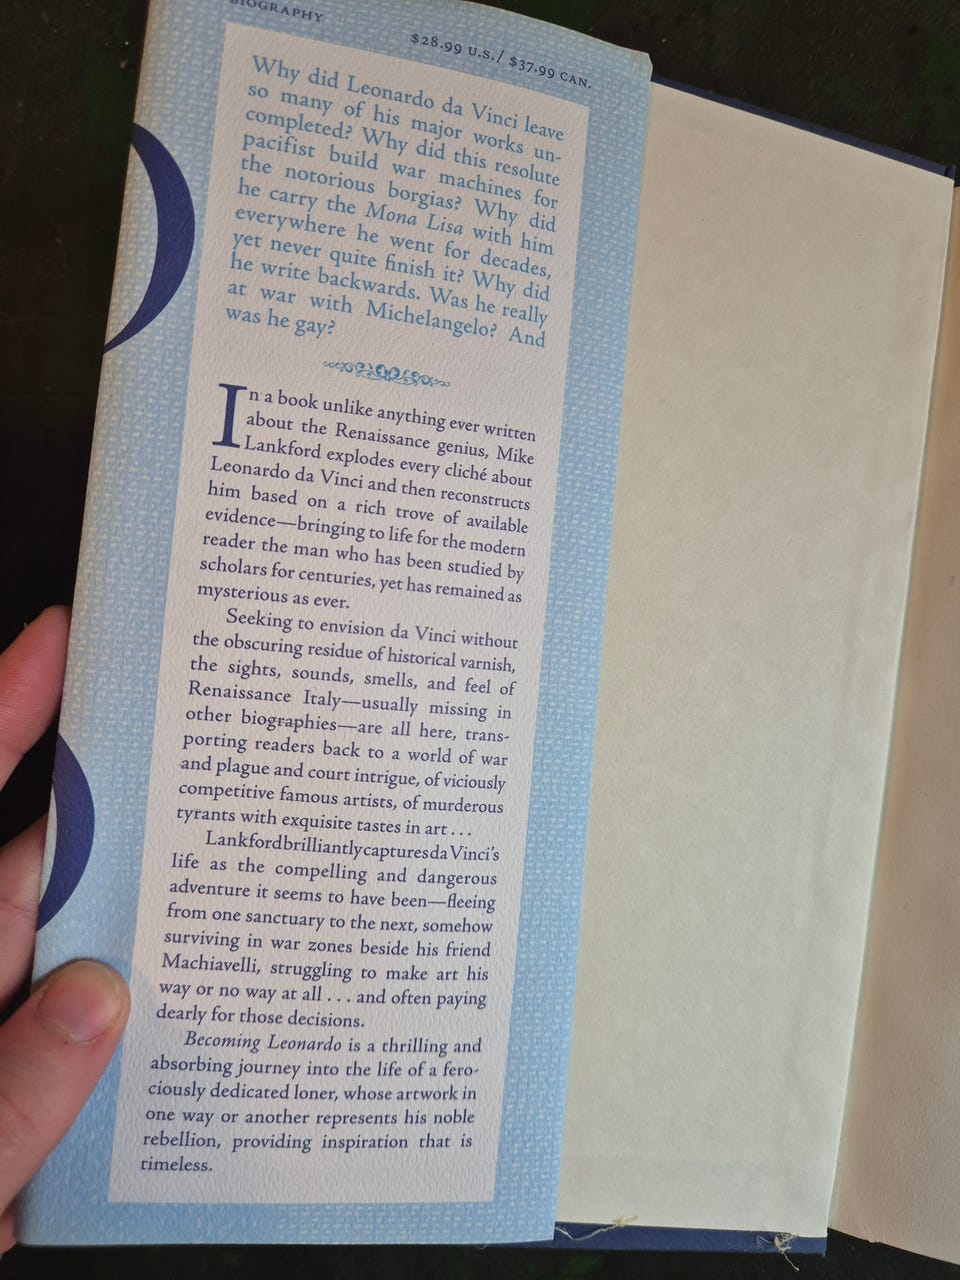 BIOGRAPHY
$28.99 U.S./ $37.99 CAN.
Why did Leonardo da Vinci leave
so many of his major works un-
completed? Why did this resolute
pacifist build war machines for
the notorious borgias? Why did
he carry the Mona Lisa with him
everywhere he went for decades,
yet never quite finish it? Why did
he write backwards. Was he really
at war with Michelangelo? And
was he gay?
In a book unlike anything ever written
about the Renaissance genius, Mike
Lankford explodes every cliché about
Leonardo da Vinci and then reconstructs
him based on a rich trove of available
evidence—bringing to life for the modern
reader the man who has been studied by
scholars for centuries, yet has remained as
mysterious as ever.
Seeking to envision da Vinci without
the obscuring residue of historical varnish,
the sights, sounds, smells, and feel of
Renaissance Italy—usually missing in
other biographies—are all here, trans-
porting readers back to a world of war
and plague and court intrigue, of viciously
competitive famous artists, of murderous
tyrants with exquisite tastes in art . . .
Lankford brilliantly captures da Vinci's
life as the compelling and dangerous
adventure it seems to have been—fleeing
from one sanctuary to the next, somehow
surviving in war zones beside his friend
Machiavelli, struggling to make art his
way or no way at all . . . and often paying
dearly for those decisions.
Becoming Leonardo is a thrilling and
absorbing journey into the life of a fero-
ciously dedicated loner, whose artwork in
one way or another represents his noble
rebellion, providing inspiration that is
timeless.